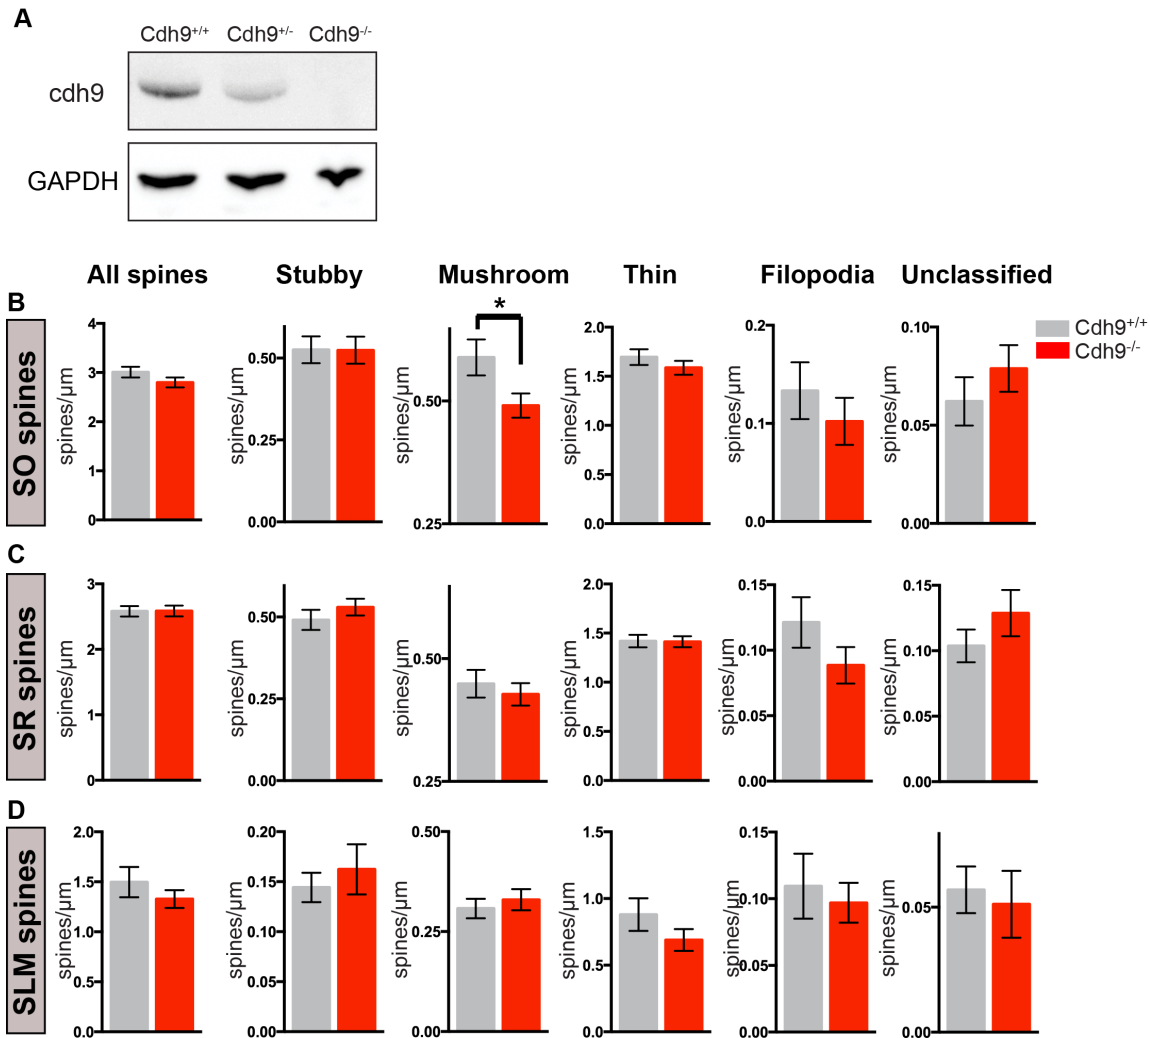 A
Cdh9+/+ Cdh9+/- Cdh9-/-
cdh9
GAPDH
All spines Stubby Mushroom Thin Filopodia Unclassified
B
SO spines
spines/µm
4
3
2
1
0
spines/µm
0.50
0.25
0.00
*
spines/µm
0.50
0.25
spines/µm
2.0
1.5
1.0
0.5
0.0
spines/µm
0.2
0.1
0.0
spines/µm
0.10
0.05
0.00
Cdh9+/+
Cdh9-/-
C
SR spines
spines/µm
3
2
1
0
spines/µm
0.50
0.25
0.00
spines/µm
0.50
0.25
spines/µm
2.0
1.5
1.0
0.5
0.0
spines/µm
0.15
0.10
0.05
0.00
spines/µm
0.15
0.10
0.05
0.00
D
SLM spines
spines/µm
2.0
1.5
1.0
0.5
0.0
spines/µm
0.20
0.15
0.10
0.05
0.00
spines/µm
0.50
0.25
0.00
spines/µm
1.5
1.0
0.5
0.0
spines/µm
0.15
0.10
0.05
0.00
spines/µm
0.05
0.00